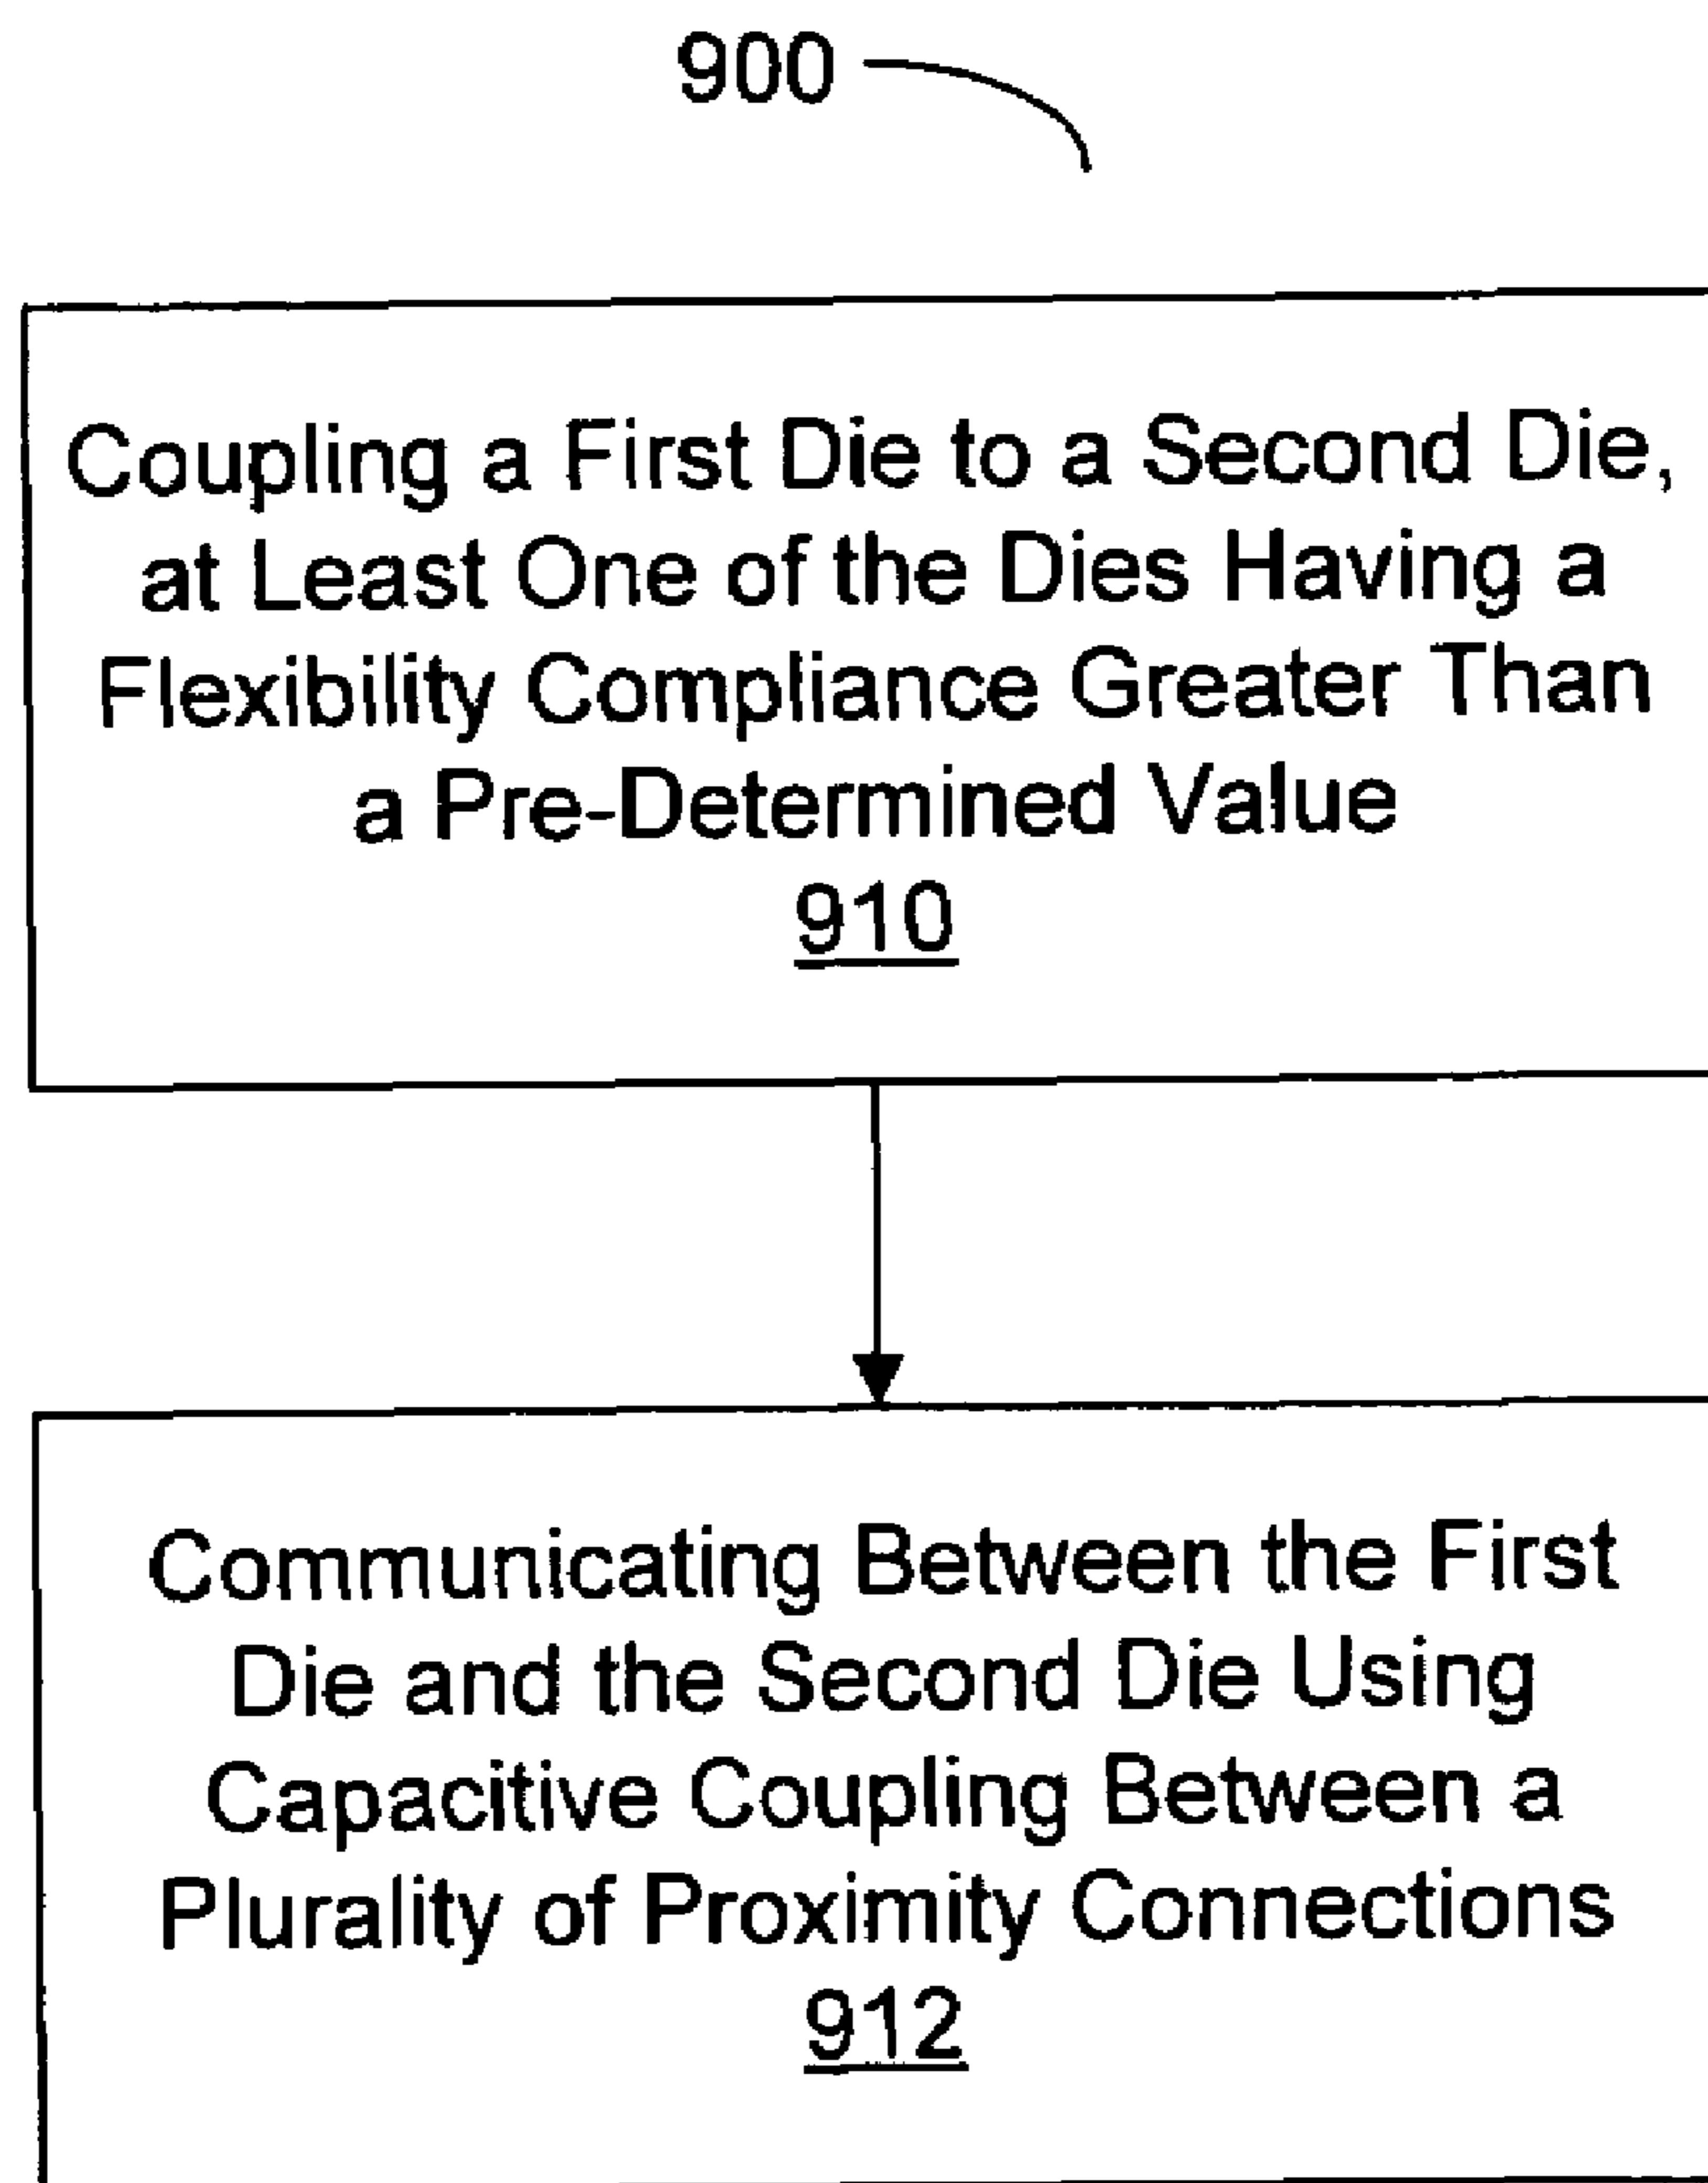 900
Coupling a First Die to a Second Die,
at Least One of the Dies Having a
Flexibility Compliance Greater Than
a Pre-Determined Value
910
Communicating Between the First
Die and the Second Die Using
Capacitive Coupling Between a
Plurality of Proximity Connections
912